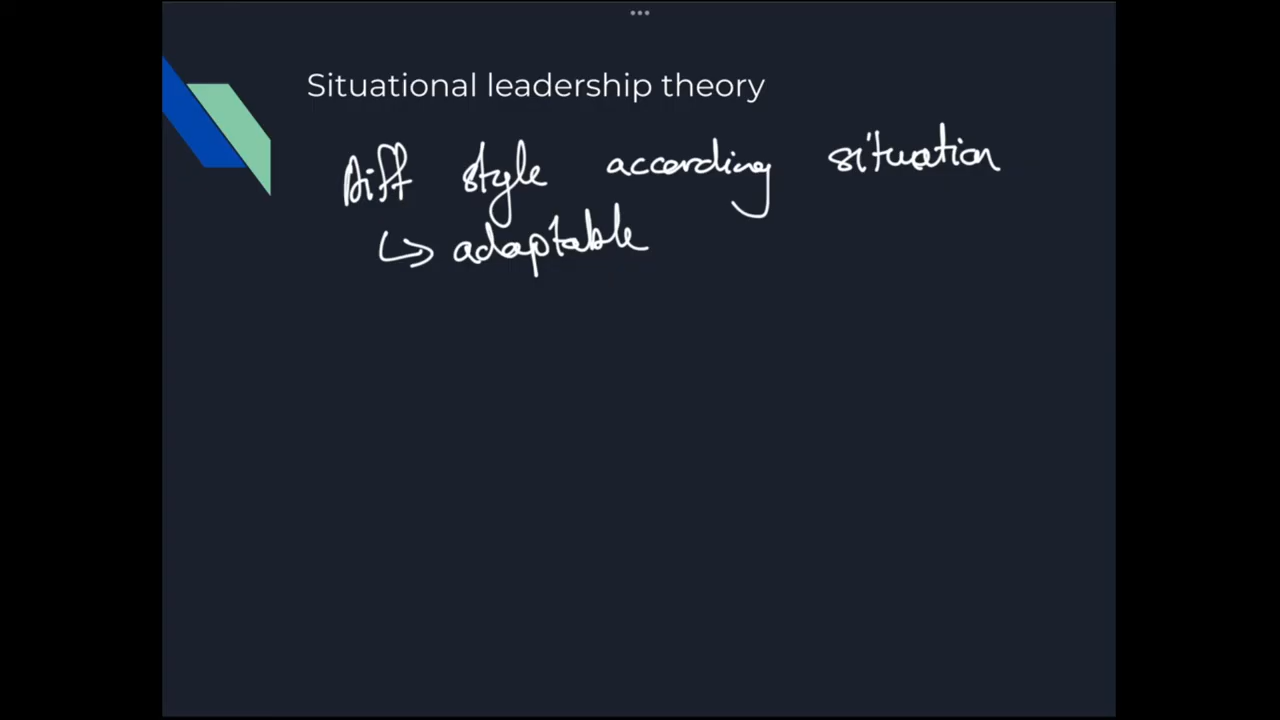 Situational leadership theory
Diff style according situation
↳ adaptable